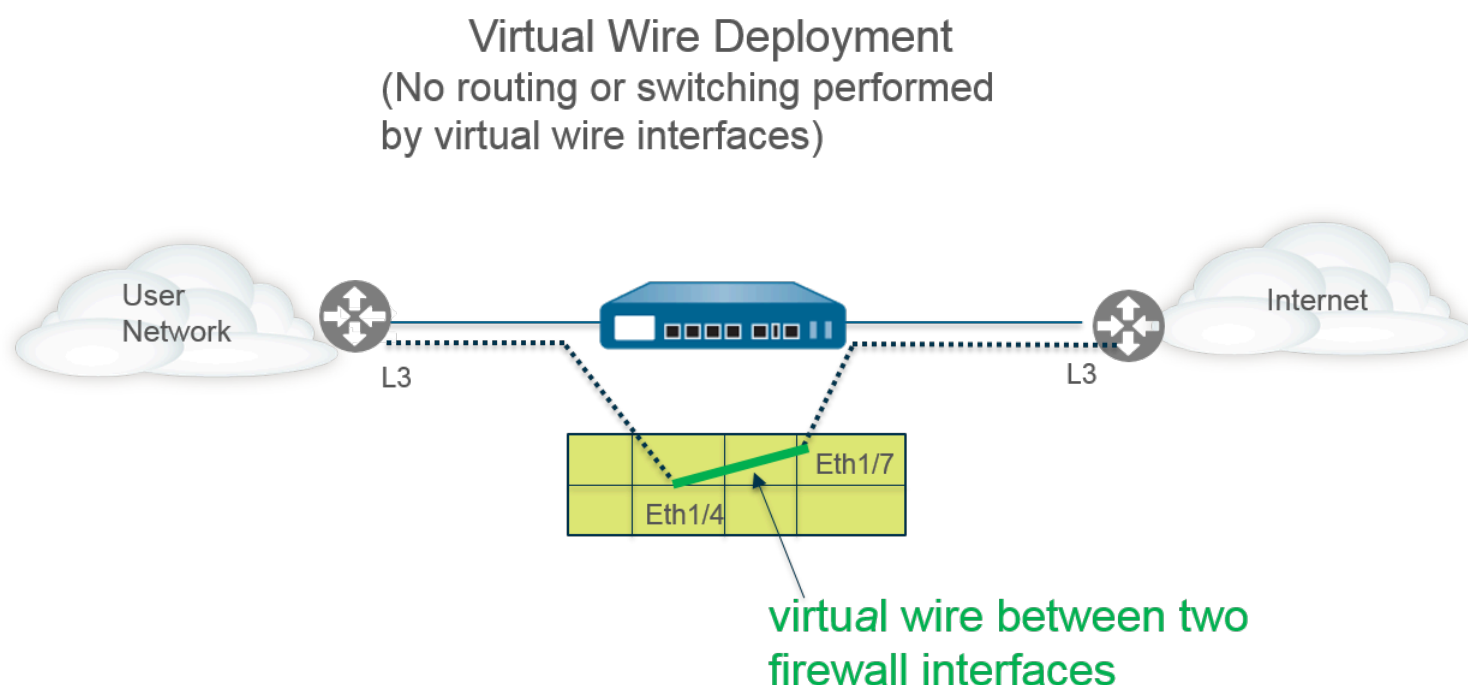 Virtual Wire Deployment
(No routing or switching performed
by virtual wire interfaces)
User
Network
Internet
L3
L3
Eth1/7
Eth1/4
virtual wire between two
firewall interfaces